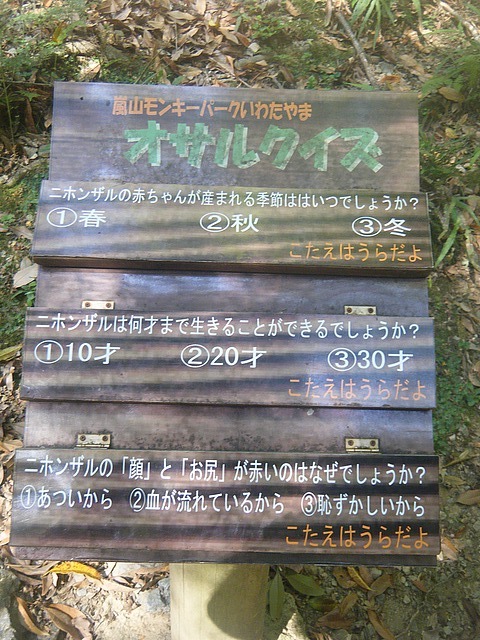 嵐山モンキーパークいわたやま
オサルクイズ
ニホンザルの赤ちゃんが産まれる季節ははいつでしょうか?
①春 ②秋 ③冬
こたえはうらだよ
ニホンザルは何才まで生きることができるでしょうか?
①10才 ②20才 ③30才
こたえはうらだよ
ニホンザルの「顔」と「お尻」が赤いのはなぜでしょうか?
①あついから ②血が流れているから ③恥ずかしいから
こたえはうらだよ